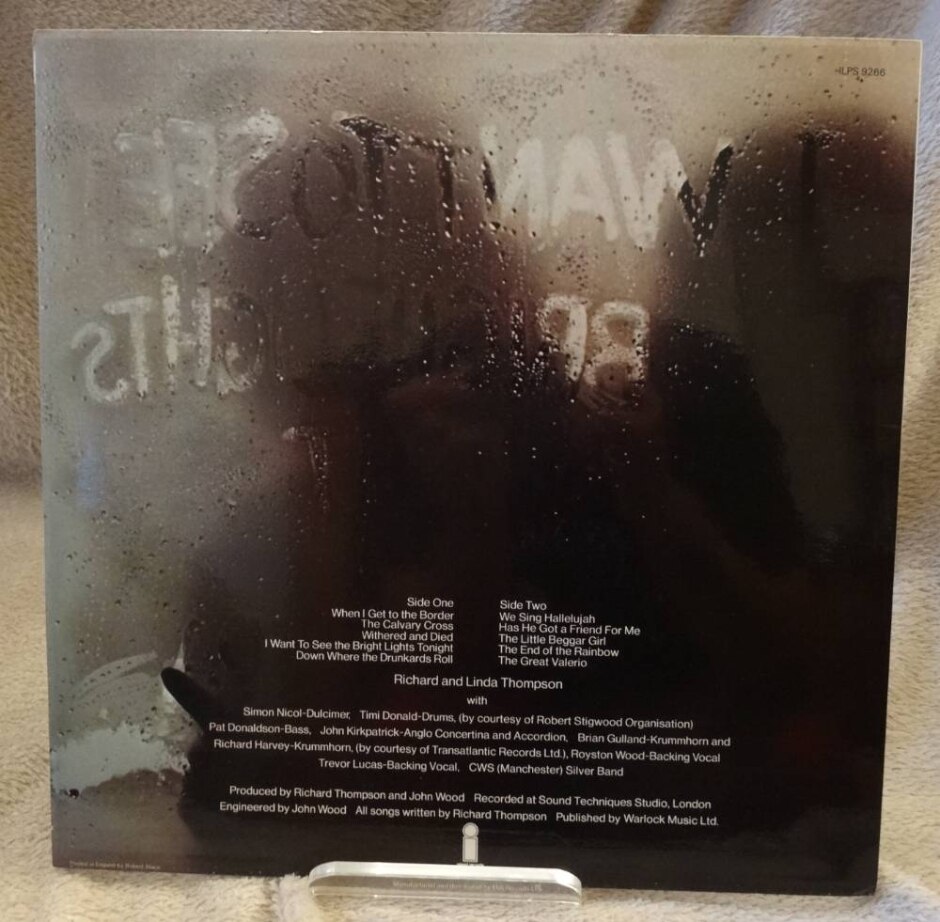 ILPS 9266
I WANT TO SEE
BRIGHT LIGHTS
T
Side One
When I Get to the Border
The Calvary Cross
Withered and Died
I Want To See the Bright Lights Tonight
Down Where the Drunkards Roll
Side Two
We Sing Hallelujah
Has He Got a Friend For Me
The Little Beggar Girl
The End of the Rainbow
The Great Valerio
Richard and Linda Thompson
with
Simon Nicol-Dulcimer, Timi Donald-Drums, (by courtesy of Robert Stigwood Organisation)
Pat Donaldson-Bass, John Kirkpatrick-Anglo Concertina and Accordion, Brian Gulland-Krummhorn and
Richard Harvey-Krummhorn, (by courtesy of Transatlantic Records Ltd.), Royston Wood-Backing Vocal
Trevor Lucas-Backing Vocal, CWS (Manchester) Silver Band
Produced by Richard Thompson and John Wood Recorded at Sound Techniques Studio, London
Engineered by John Wood All songs written by Richard Thompson Published by Warlock Music Ltd.
Printed in England by Robert Stace